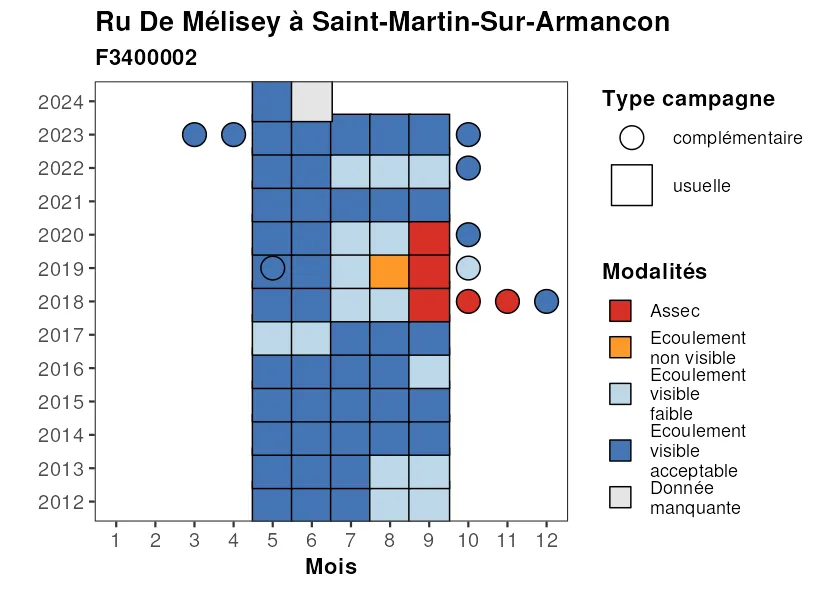 Ru De Mélisey à Saint-Martin-Sur-Armancon
F3400002
2024
2023
2022
2021
2020
2019
2018
2017
2016
2015
2014
2013
2012
1 2 3 4 5 6 7 8 9 10 11 12
Mois
Type campagne
complémentaire
usuelle
Modalités
Assec
Ecoulement
non visible
Ecoulement
visible
faible
Ecoulement
visible
acceptable
Donnée
manquante